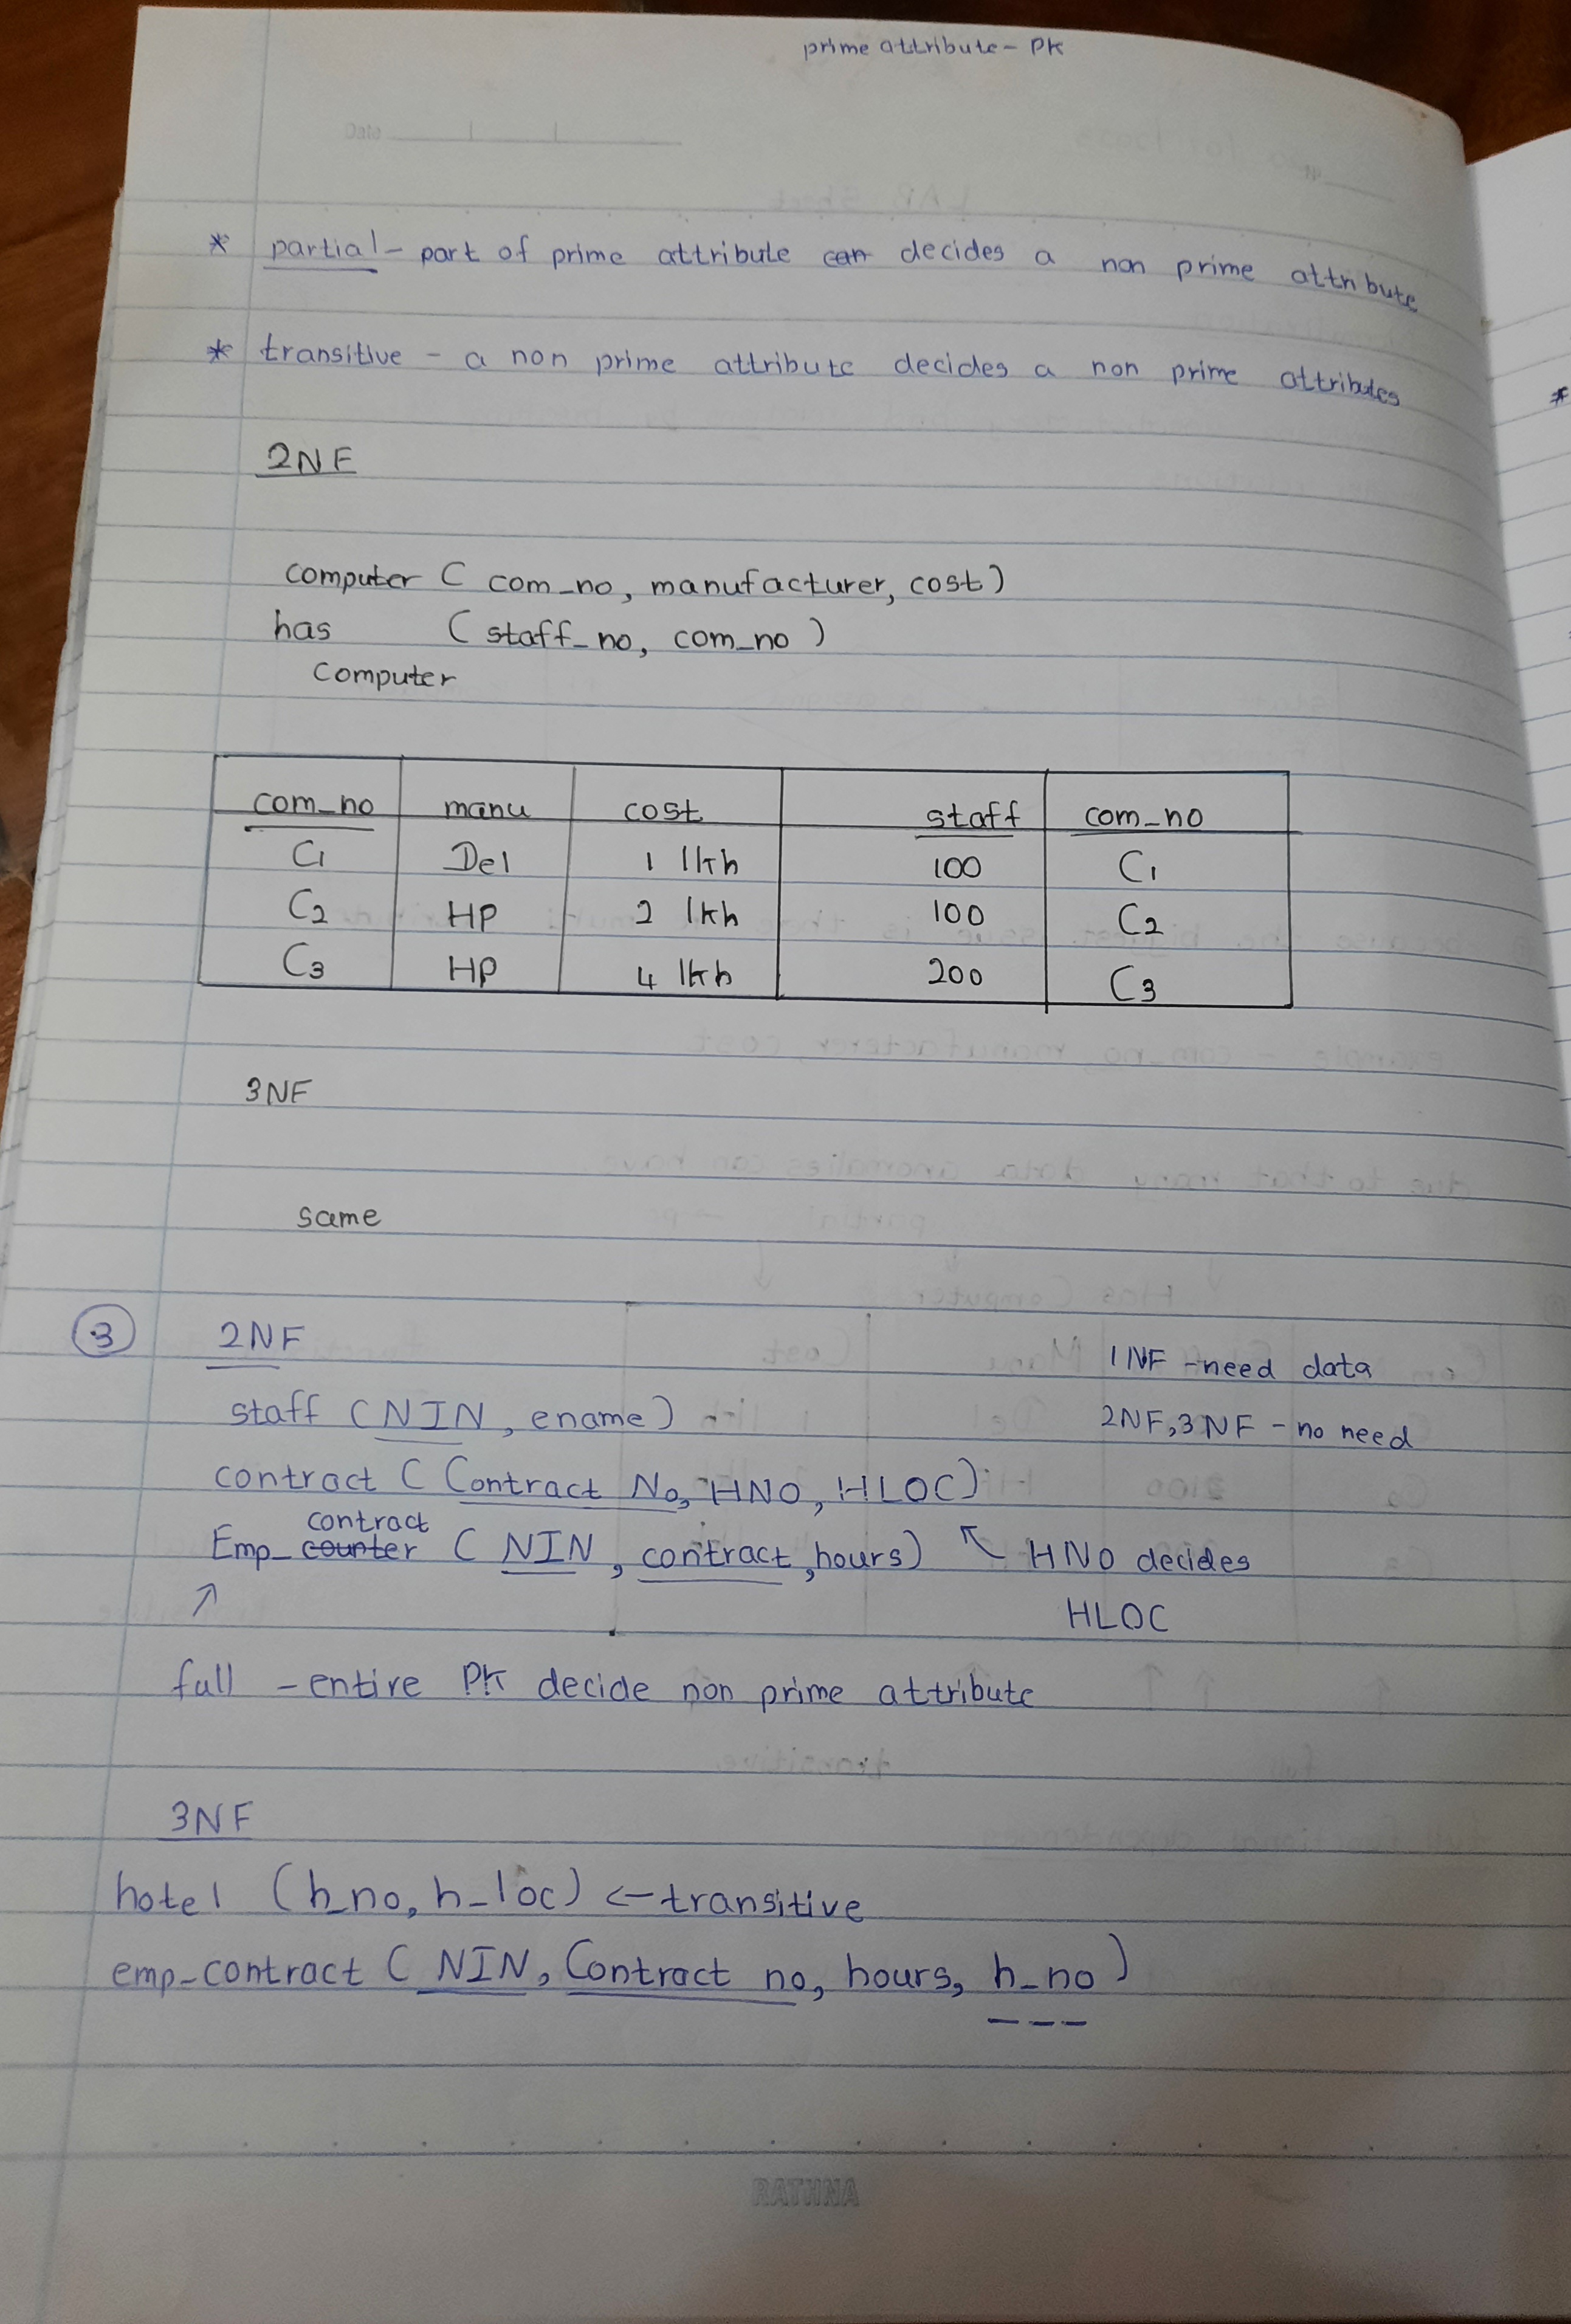 prime attribute - PK
Date
* partial - part of prime attribute can decides a non prime attribute
* transitive - a non prime attribute decides a non prime attributes
2NF
computer ( com_no, manufacturer, cost)
has ( staff_no, com_no )
computer
com_no manu cost staff com_no
C1 Del 1 lkh 100 C1
C2 HP 2 lkh 100 C2
C3 HP 4 lkh 200 C3
3NF
same
3 2NF
1NF - need data
staff (NIN, ename)
2NF,3NF - no need
contract ( Contract No, HNO, HLOC)
contract
Emp_ counter ( NIN, contract, hours) ↖ HNO decides
↗ HLOC
full - entire PK decide non prime attribute
3NF
hotel (h_no, h_loc) ← transitive
emp_contract ( NIN, Contract no, hours, h_no )
RATHNA